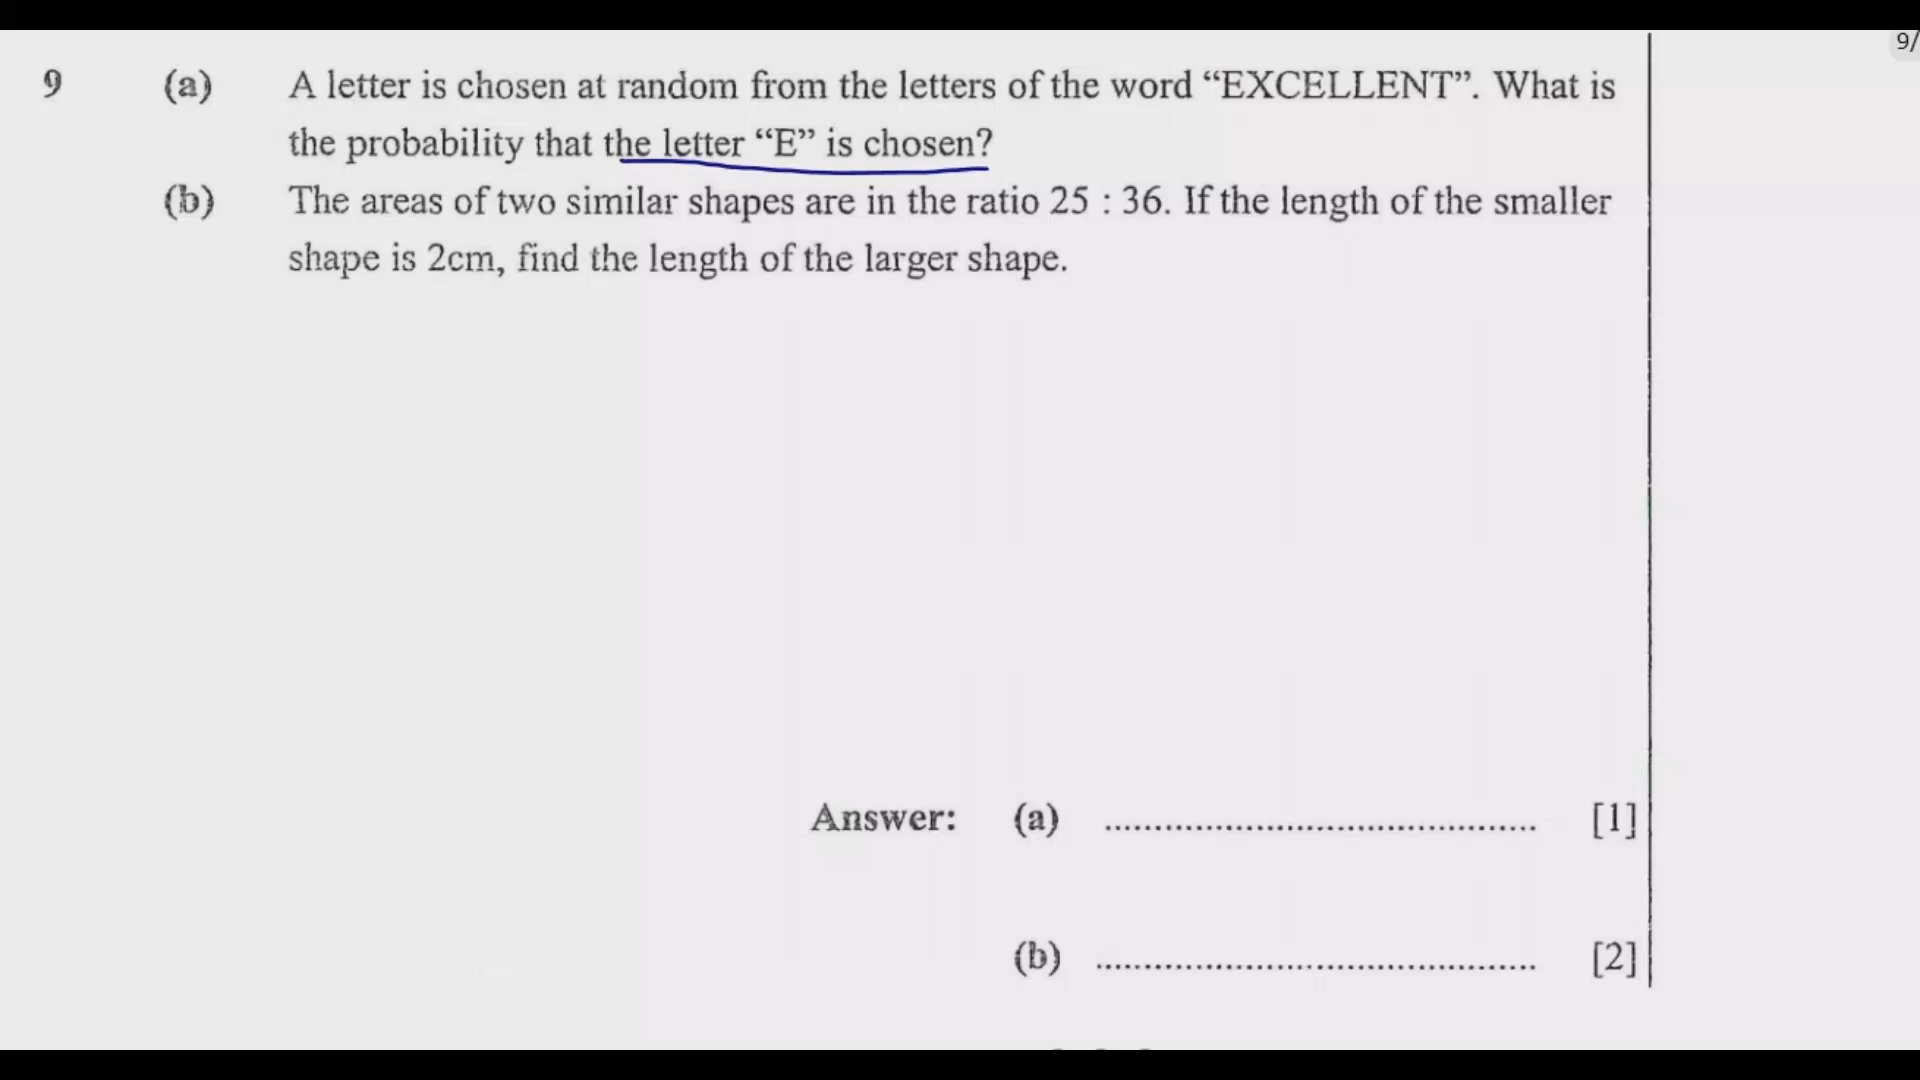 9/
9 (a) A letter is chosen at random from the letters of the word “EXCELLENT”. What is
the probability that the letter “E” is chosen?
(b) The areas of two similar shapes are in the ratio 25 : 36. If the length of the smaller
shape is 2cm, find the length of the larger shape.
Answer: (a) ........................................... [1]
(b) ............................................ [2]